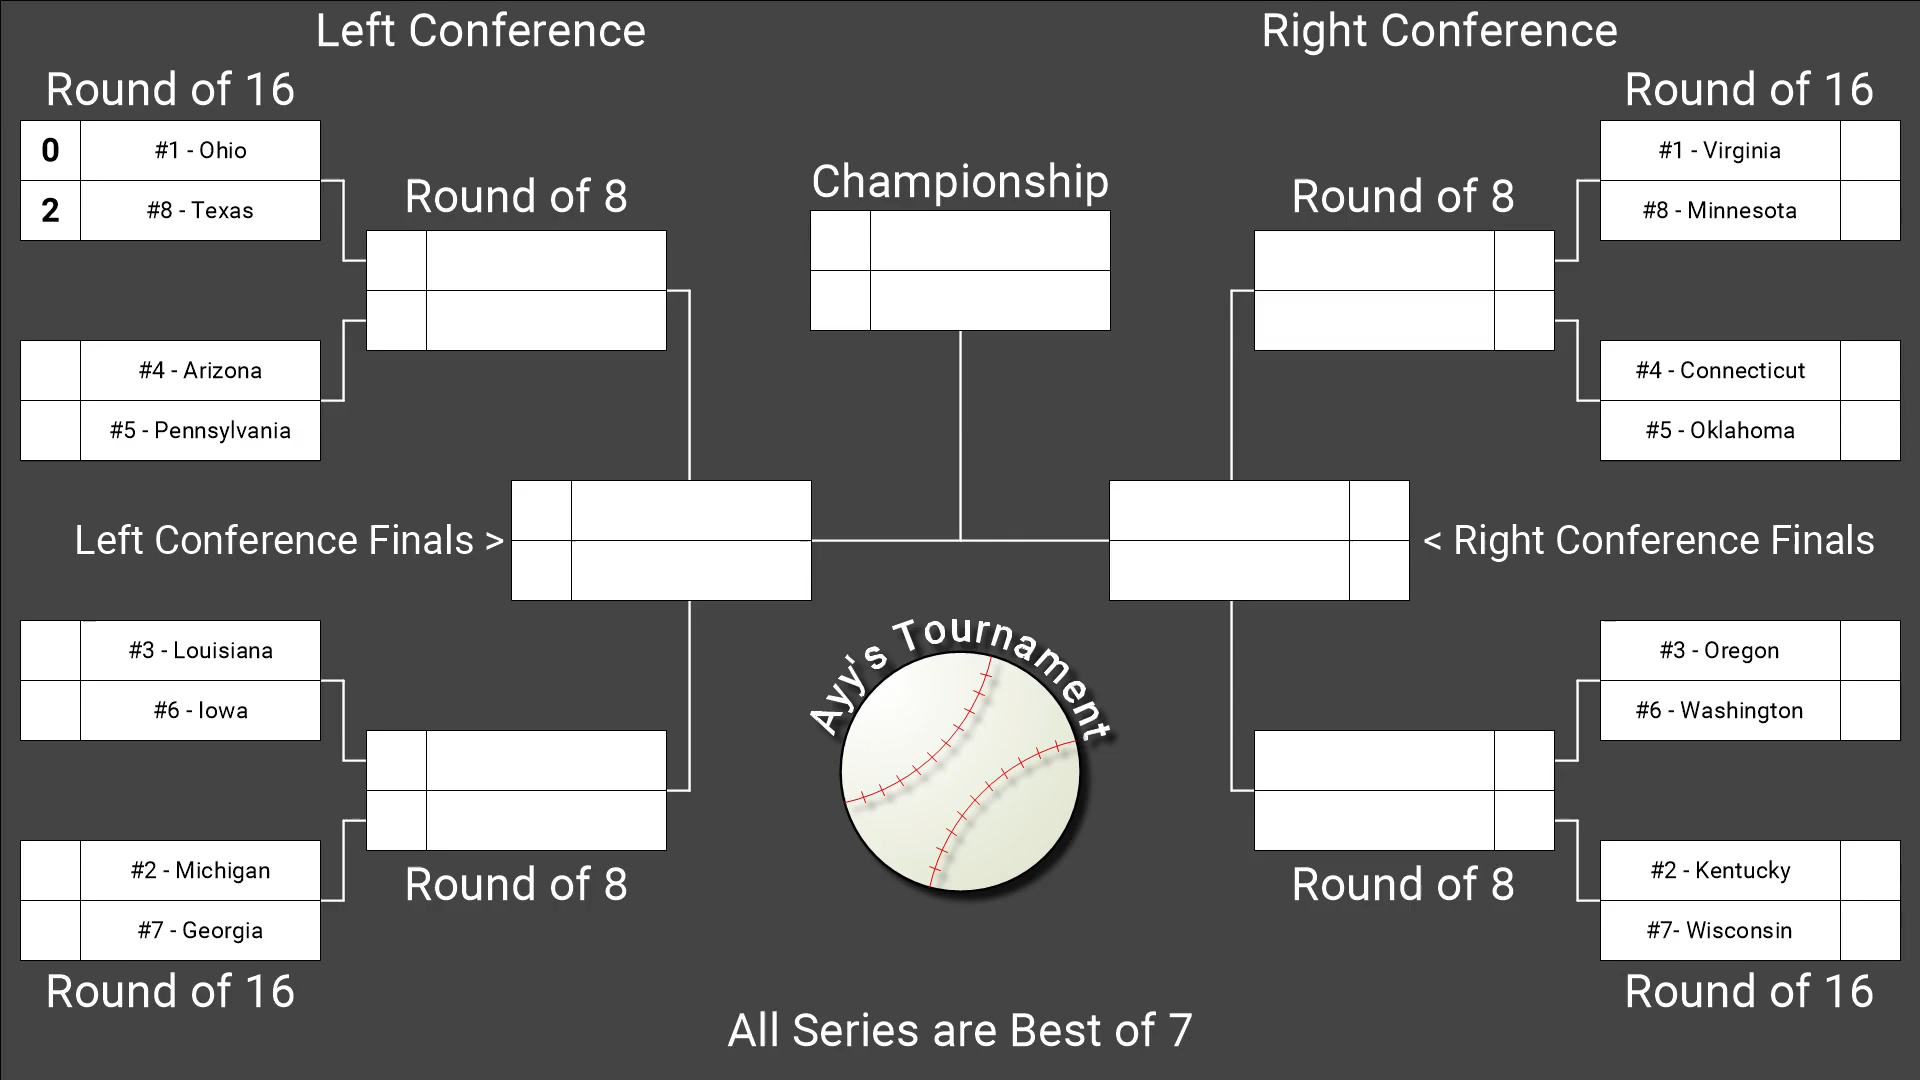 Left Conference
Right Conference
Round of 16
Round of 16
0 #1 - Ohio
2 #8 - Texas
#1 - Virginia
#8 - Minnesota
Round of 8
Championship
Round of 8
#4 - Arizona
#5 - Pennsylvania
#4 - Connecticut
#5 - Oklahoma
Left Conference Finals >
< Right Conference Finals
#3 - Louisiana
#6 - Iowa
Ayy's Tournament
#3 - Oregon
#6 - Washington
#2 - Michigan
#7 - Georgia
Round of 8
Round of 8
#2 - Kentucky
#7- Wisconsin
Round of 16
Round of 16
All Series are Best of 7